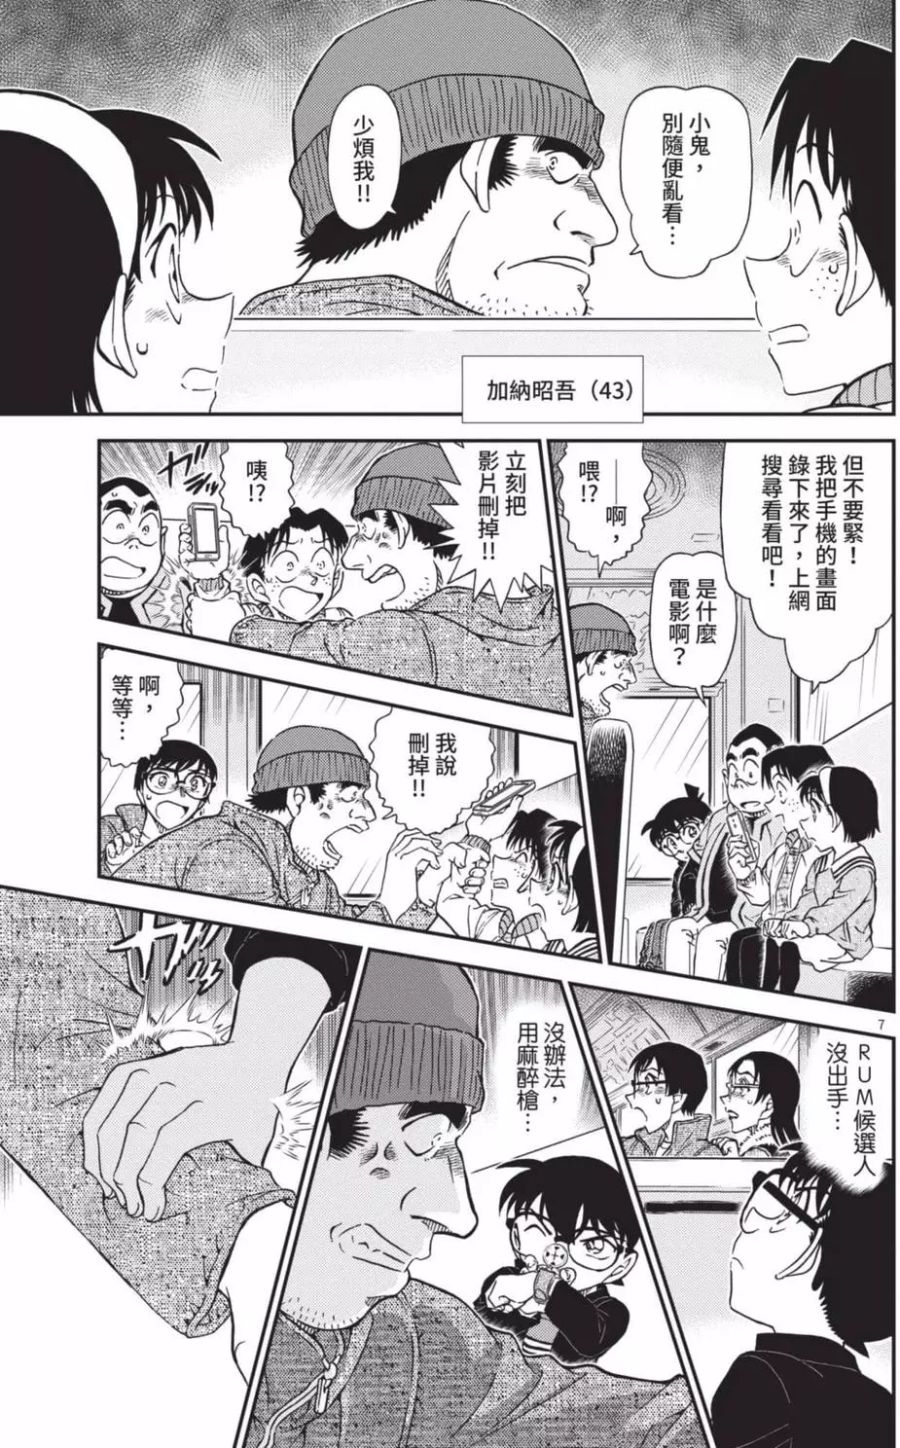 小鬼，
別隨便亂看…
少煩我!!
加納昭吾（43）
但不要緊！
我把手機的畫面
錄下來了，上網
搜尋看看吧！
是什麼
電影啊？
——啊，
喂!?
立刻把
影片刪掉!!
咦!?
我說
刪掉!!
啊，
等等…
7
RUM候選人
沒出手…
沒辦法，
用麻醉槍…